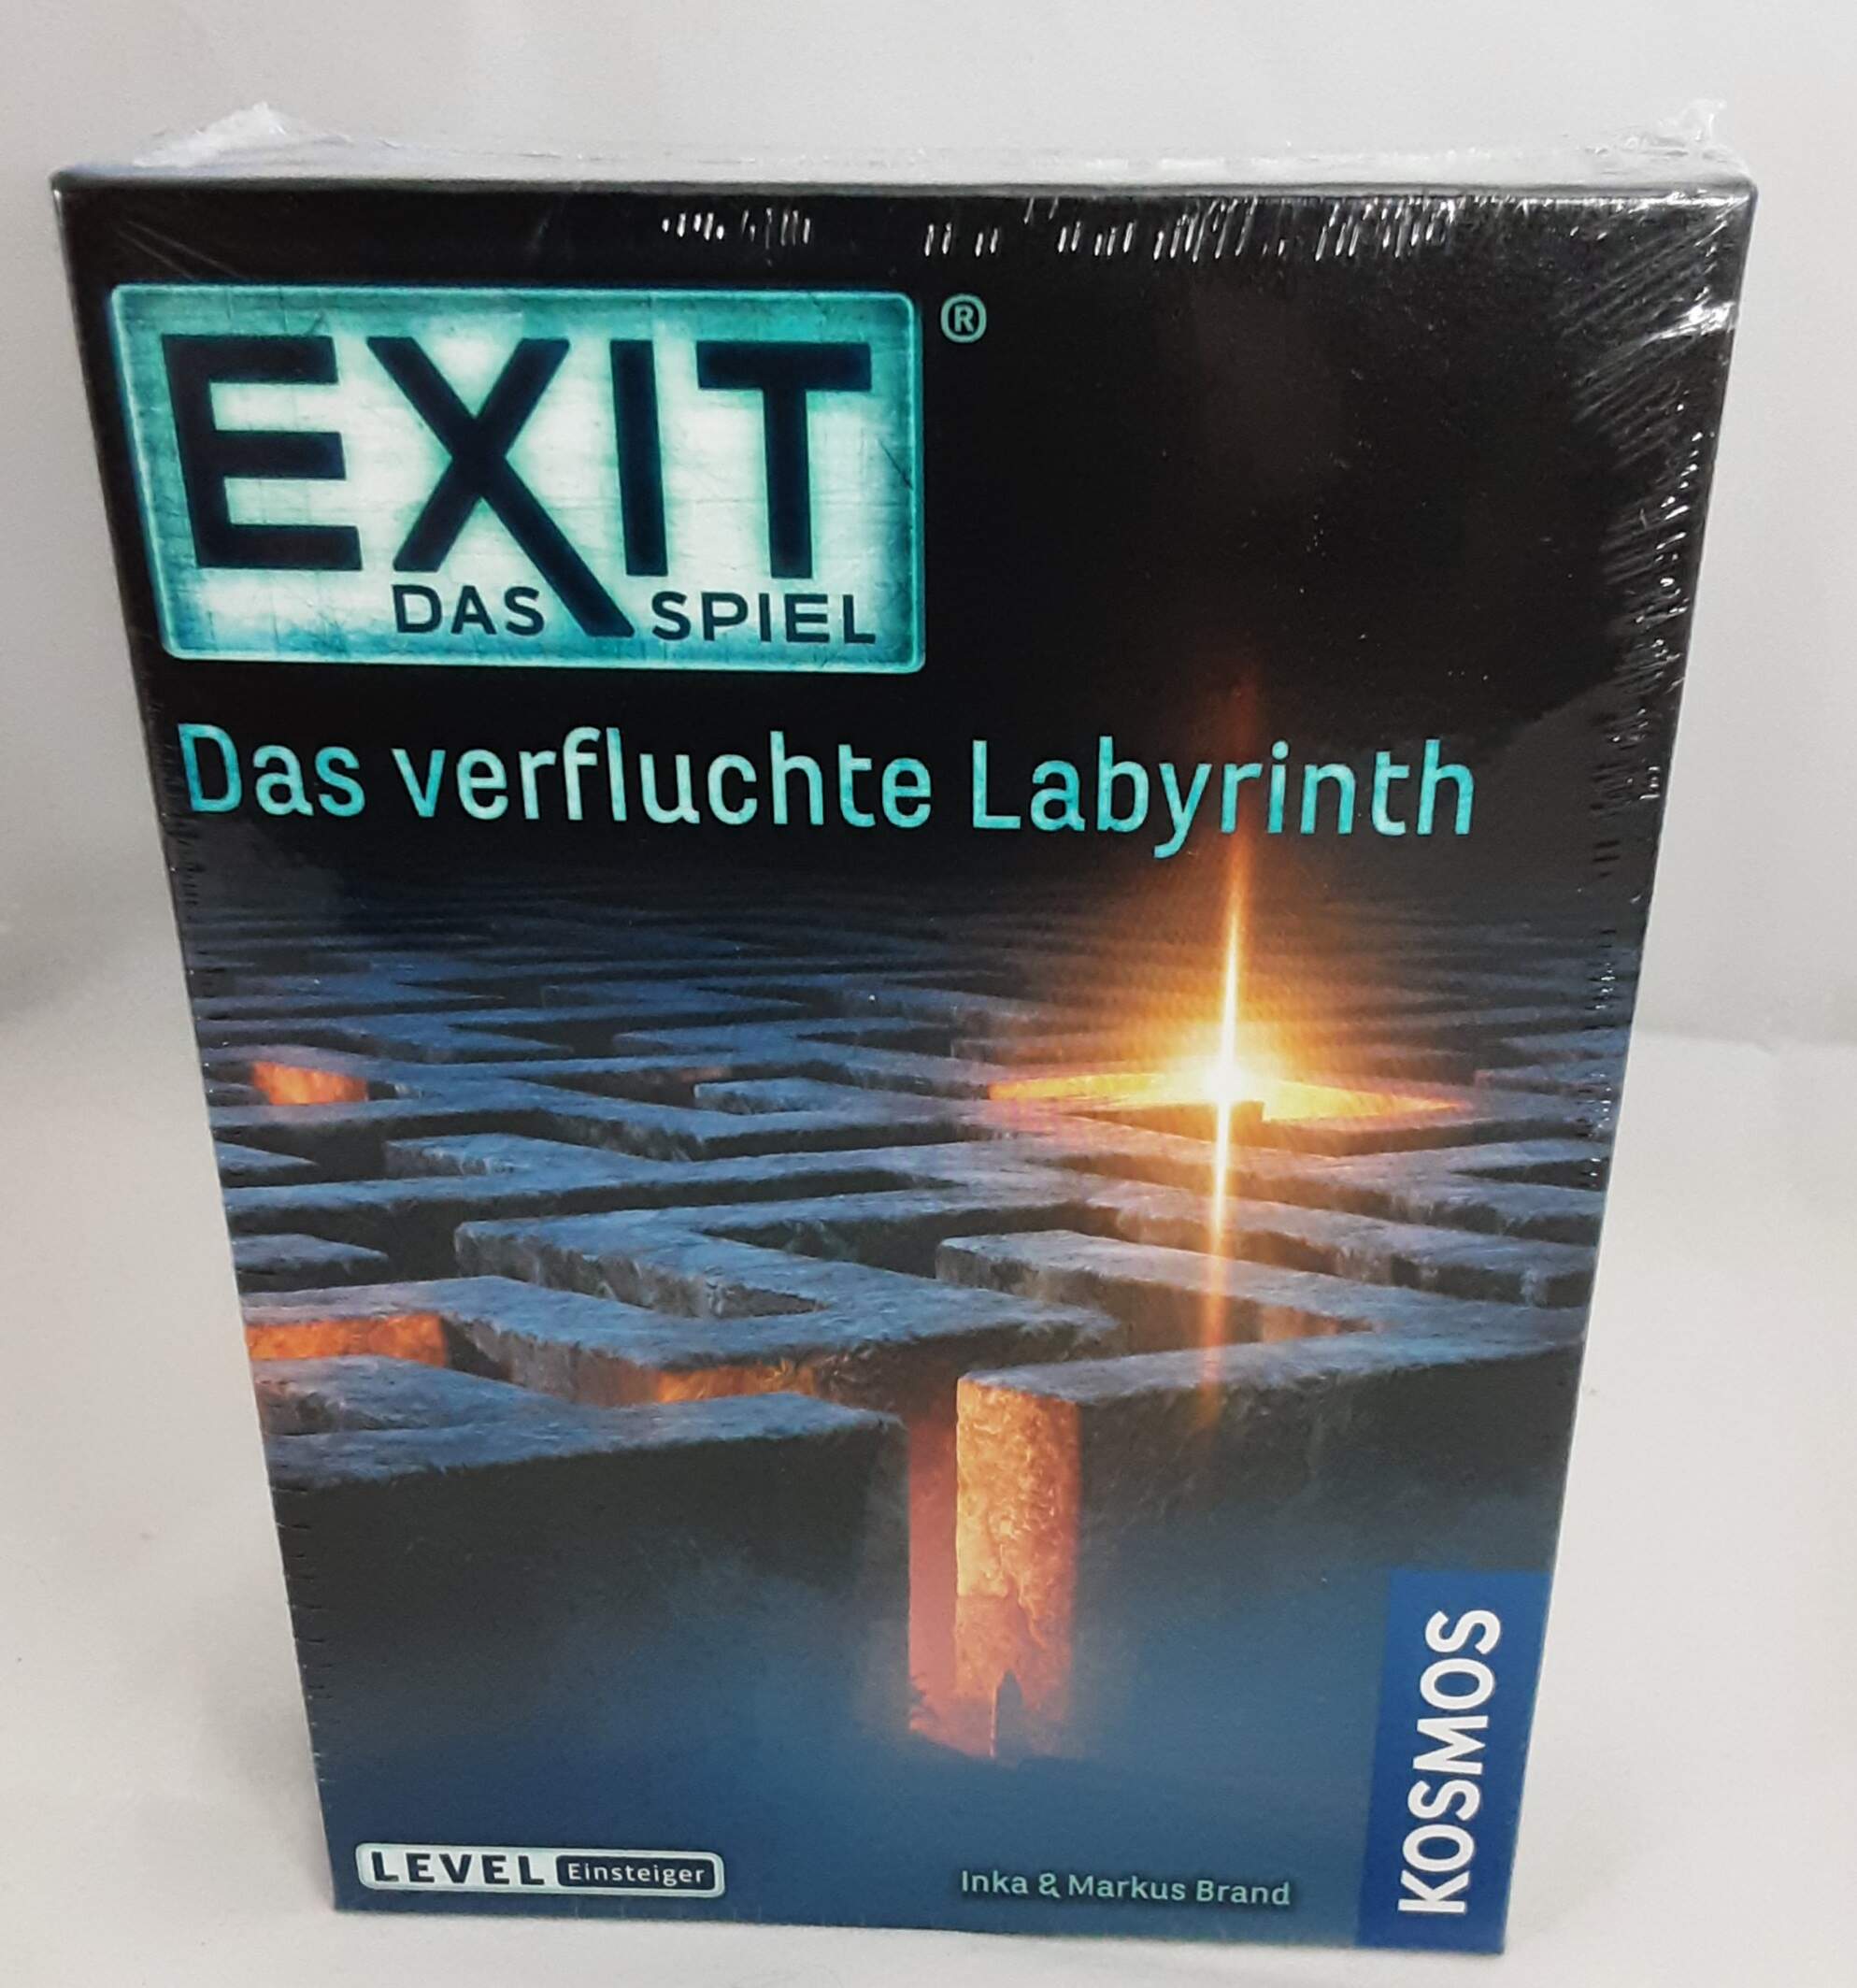 EXIT®
DAS SPIEL
Das verfluchte Labyrinth
LEVEL Einsteiger
Inka & Markus Brand
KOSMOS